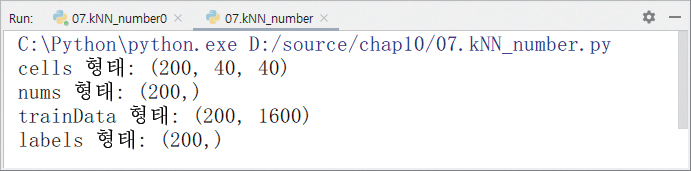 Run: 07.kNN_number0 × 07.kNN_number ×
C:\Python\python.exe D:/source/chap10/07.kNN_number.py
cells 형태: (200, 40, 40)
nums 형태: (200,)
trainData 형태: (200, 1600)
labels 형태: (200,)